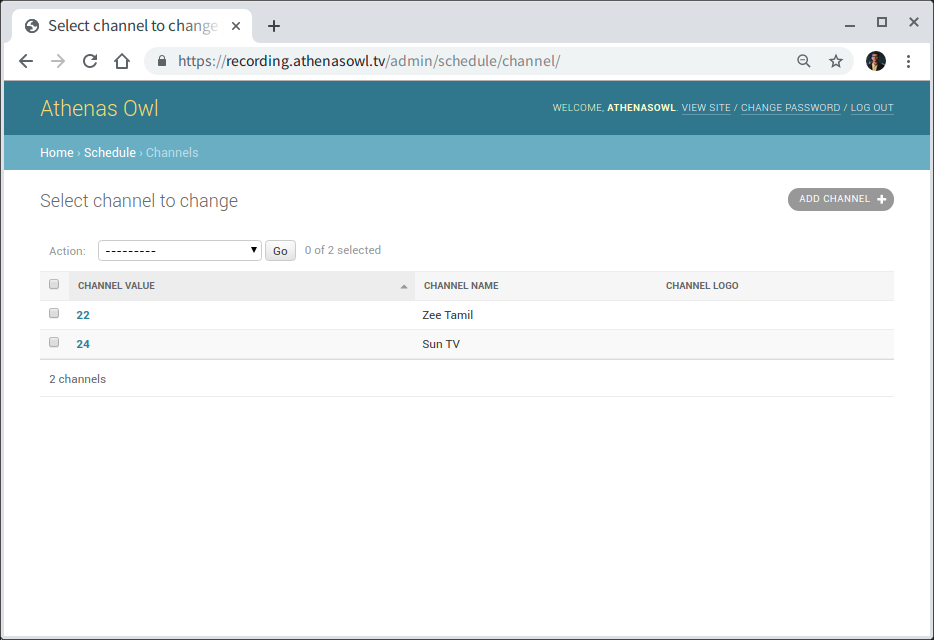 Select channel to change
https://recording.athenasowl.tv/admin/schedule/channel/
Athenas Owl
WELCOME, ATHENASOWL. VIEW SITE / CHANGE PASSWORD / LOG OUT
Home › Schedule › Channels
Select channel to change
ADD CHANNEL +
Action: --------- Go 0 of 2 selected
CHANNEL VALUE CHANNEL NAME CHANNEL LOGO
22 Zee Tamil
24 Sun TV
2 channels